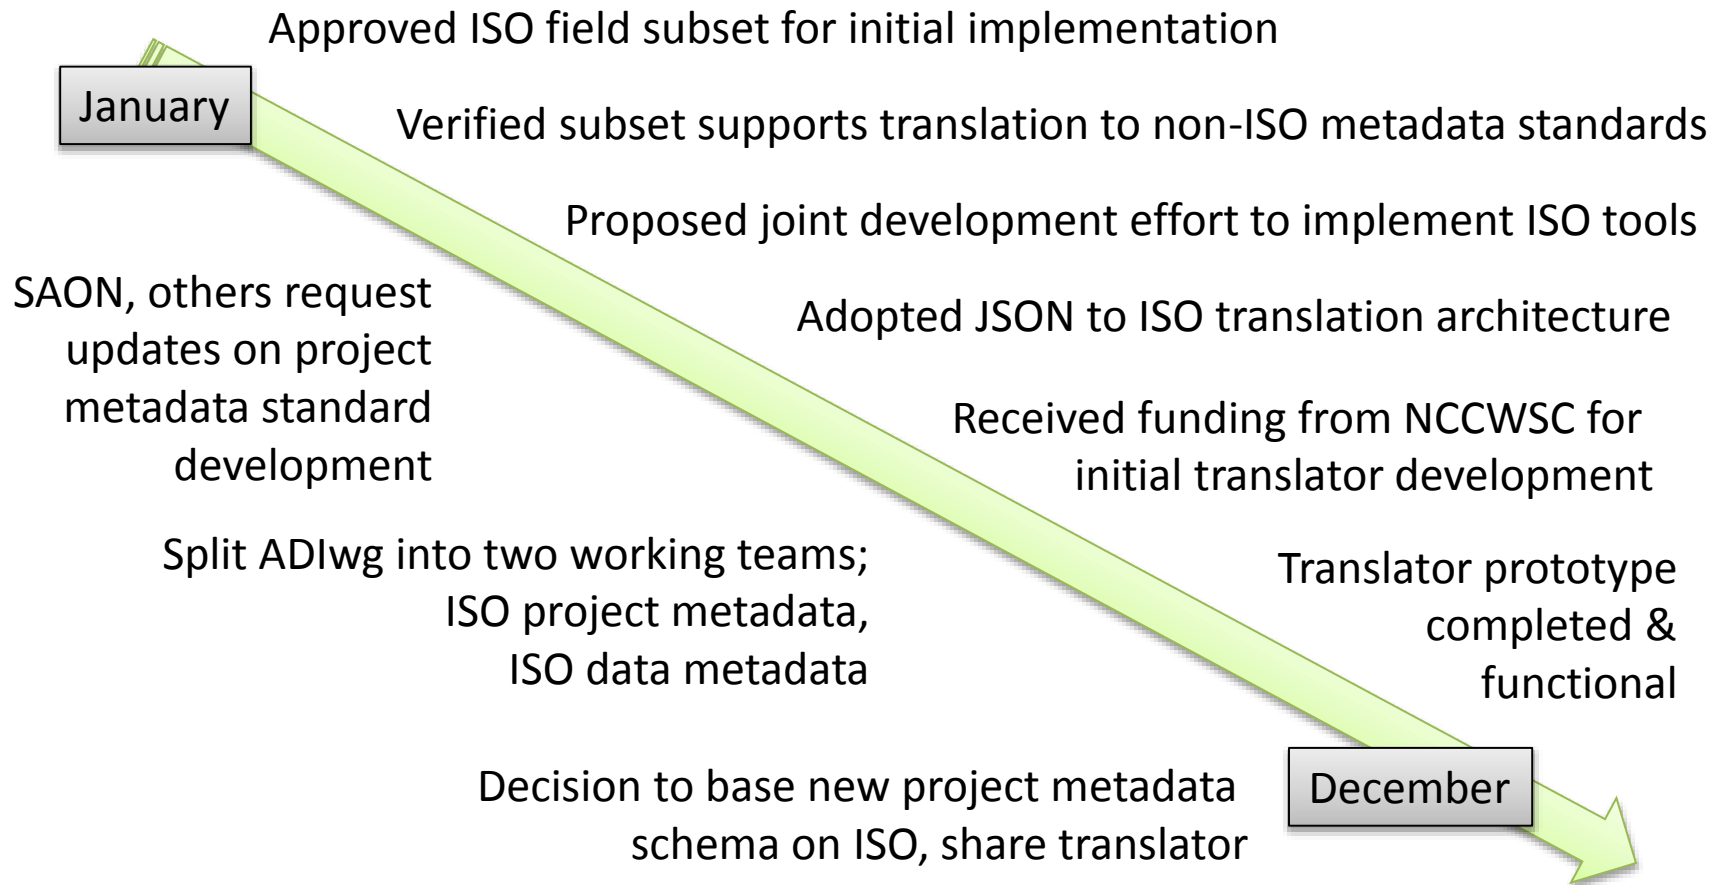 Approved ISO field subset for initial implementation
January
Verified subset supports translation to non-ISO metadata standards
Proposed joint development effort to implement ISO tools
SAON, others request
updates on project
metadata standard
development
Adopted JSON to ISO translation architecture
Received funding from NCCWSC for
initial translator development
Split ADIwg into two working teams;
ISO project metadata,
ISO data metadata
Translator prototype
completed &
functional
Decision to base new project metadata
schema on ISO, share translator
December